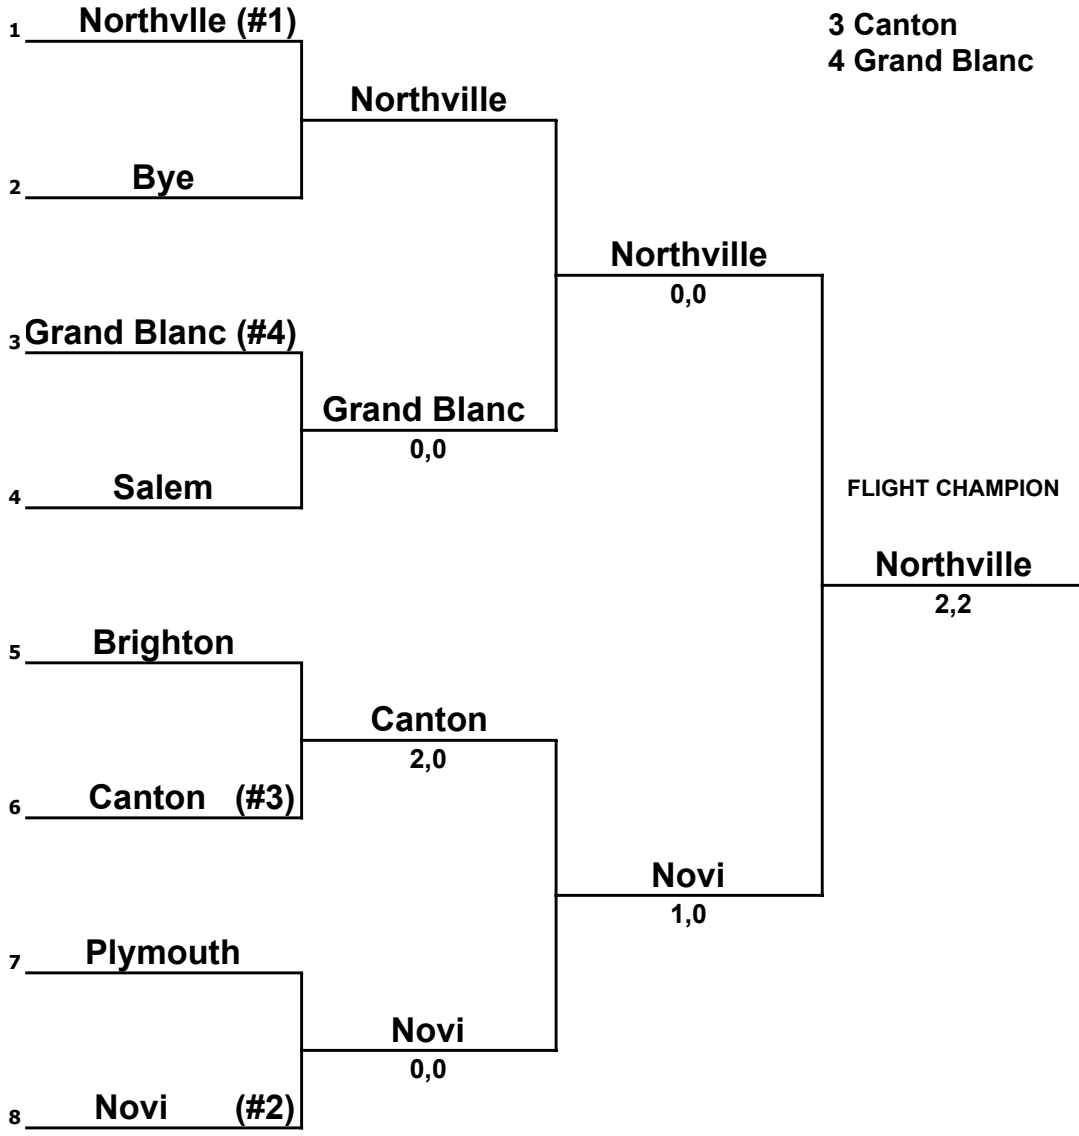 1 Northvlle (#1)
3 Canton
4 Grand Blanc
Northville
2 Bye
Northville
0,0
3 Grand Blanc (#4)
Grand Blanc
0,0
4 Salem
FLIGHT CHAMPION
Northville
2,2
5 Brighton
Canton
2,0
6 Canton (#3)
Novi
1,0
7 Plymouth
Novi
0,0
8 Novi (#2)